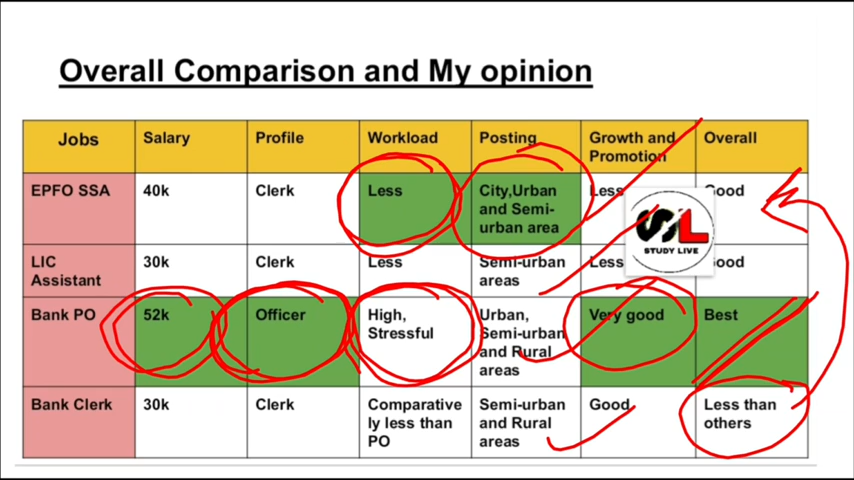 Overall Comparison and My opinion
Jobs Salary Profile Workload Posting Growth and Promotion Overall
EPFO SSA 40k Clerk Less City,Urban and Semi-urban area Less Good
LIC Assistant 30k Clerk Less Semi-urban areas Less Good
Bank PO 52k Officer High, Stressful Urban, Semi-urban and Rural areas Very good Best
Bank Clerk 30k Clerk Comparatively less than PO Semi-urban and Rural areas Good Less than others
SL
STUDY LIVE